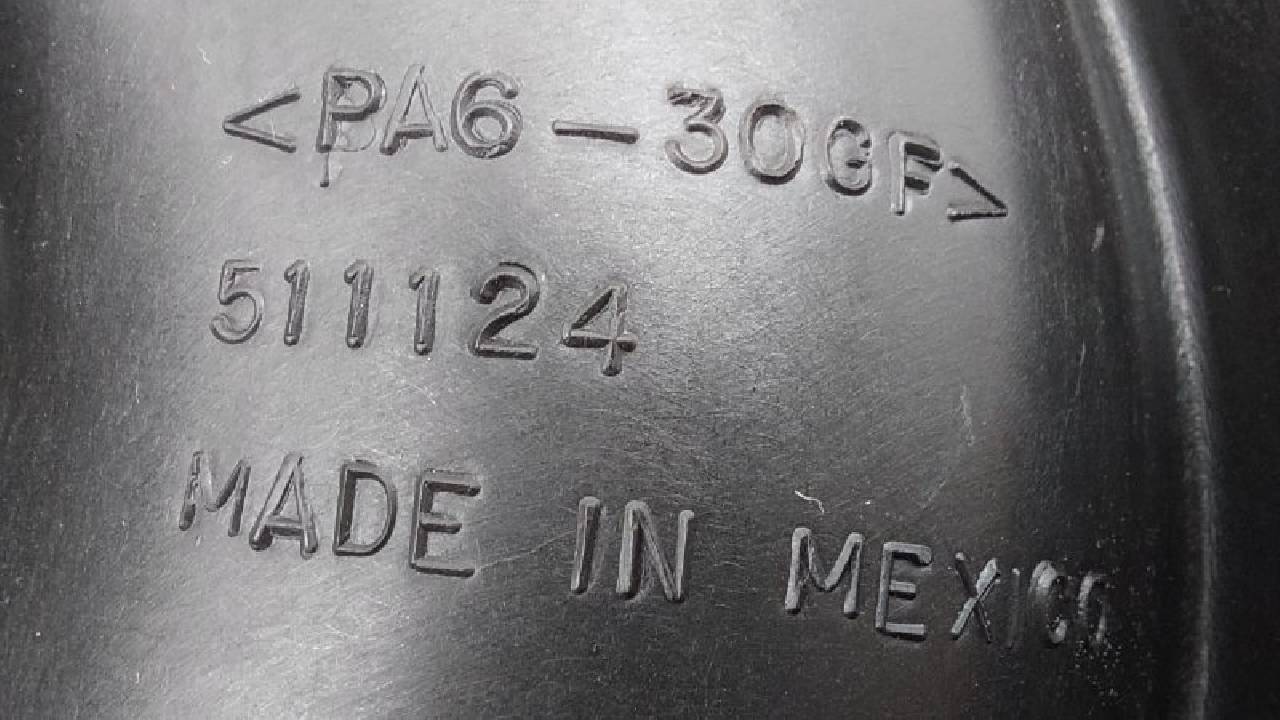 <PA6-30GF>
511124
MADE IN MEXICO